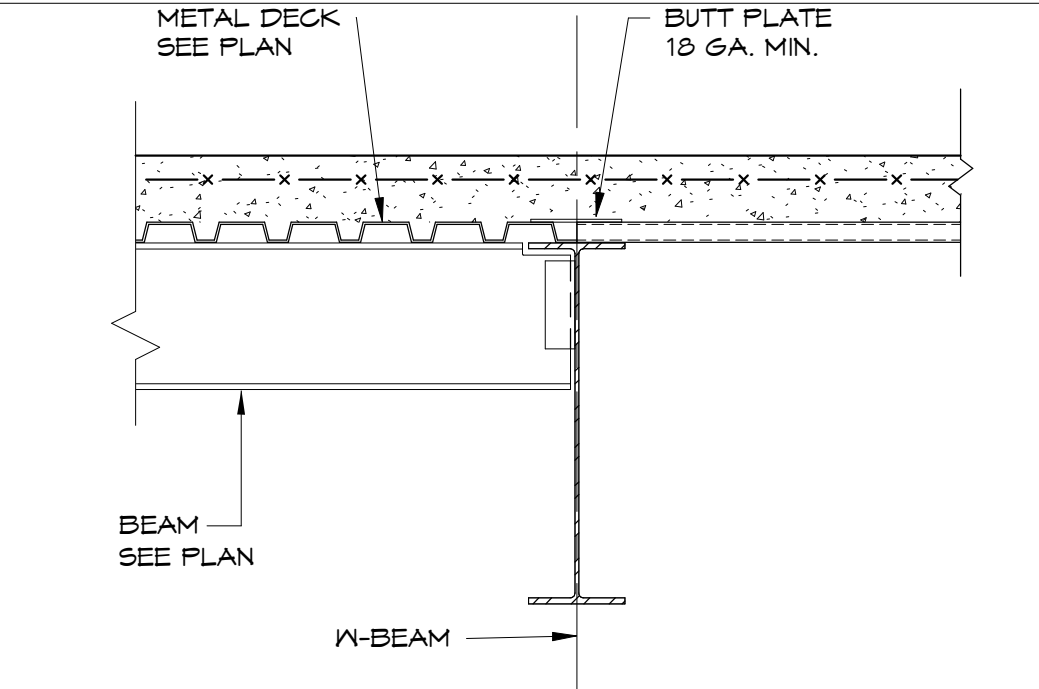 METAL DECK
SEE PLAN
BUTT PLATE
18 GA. MIN.
BEAM
SEE PLAN
W-BEAM